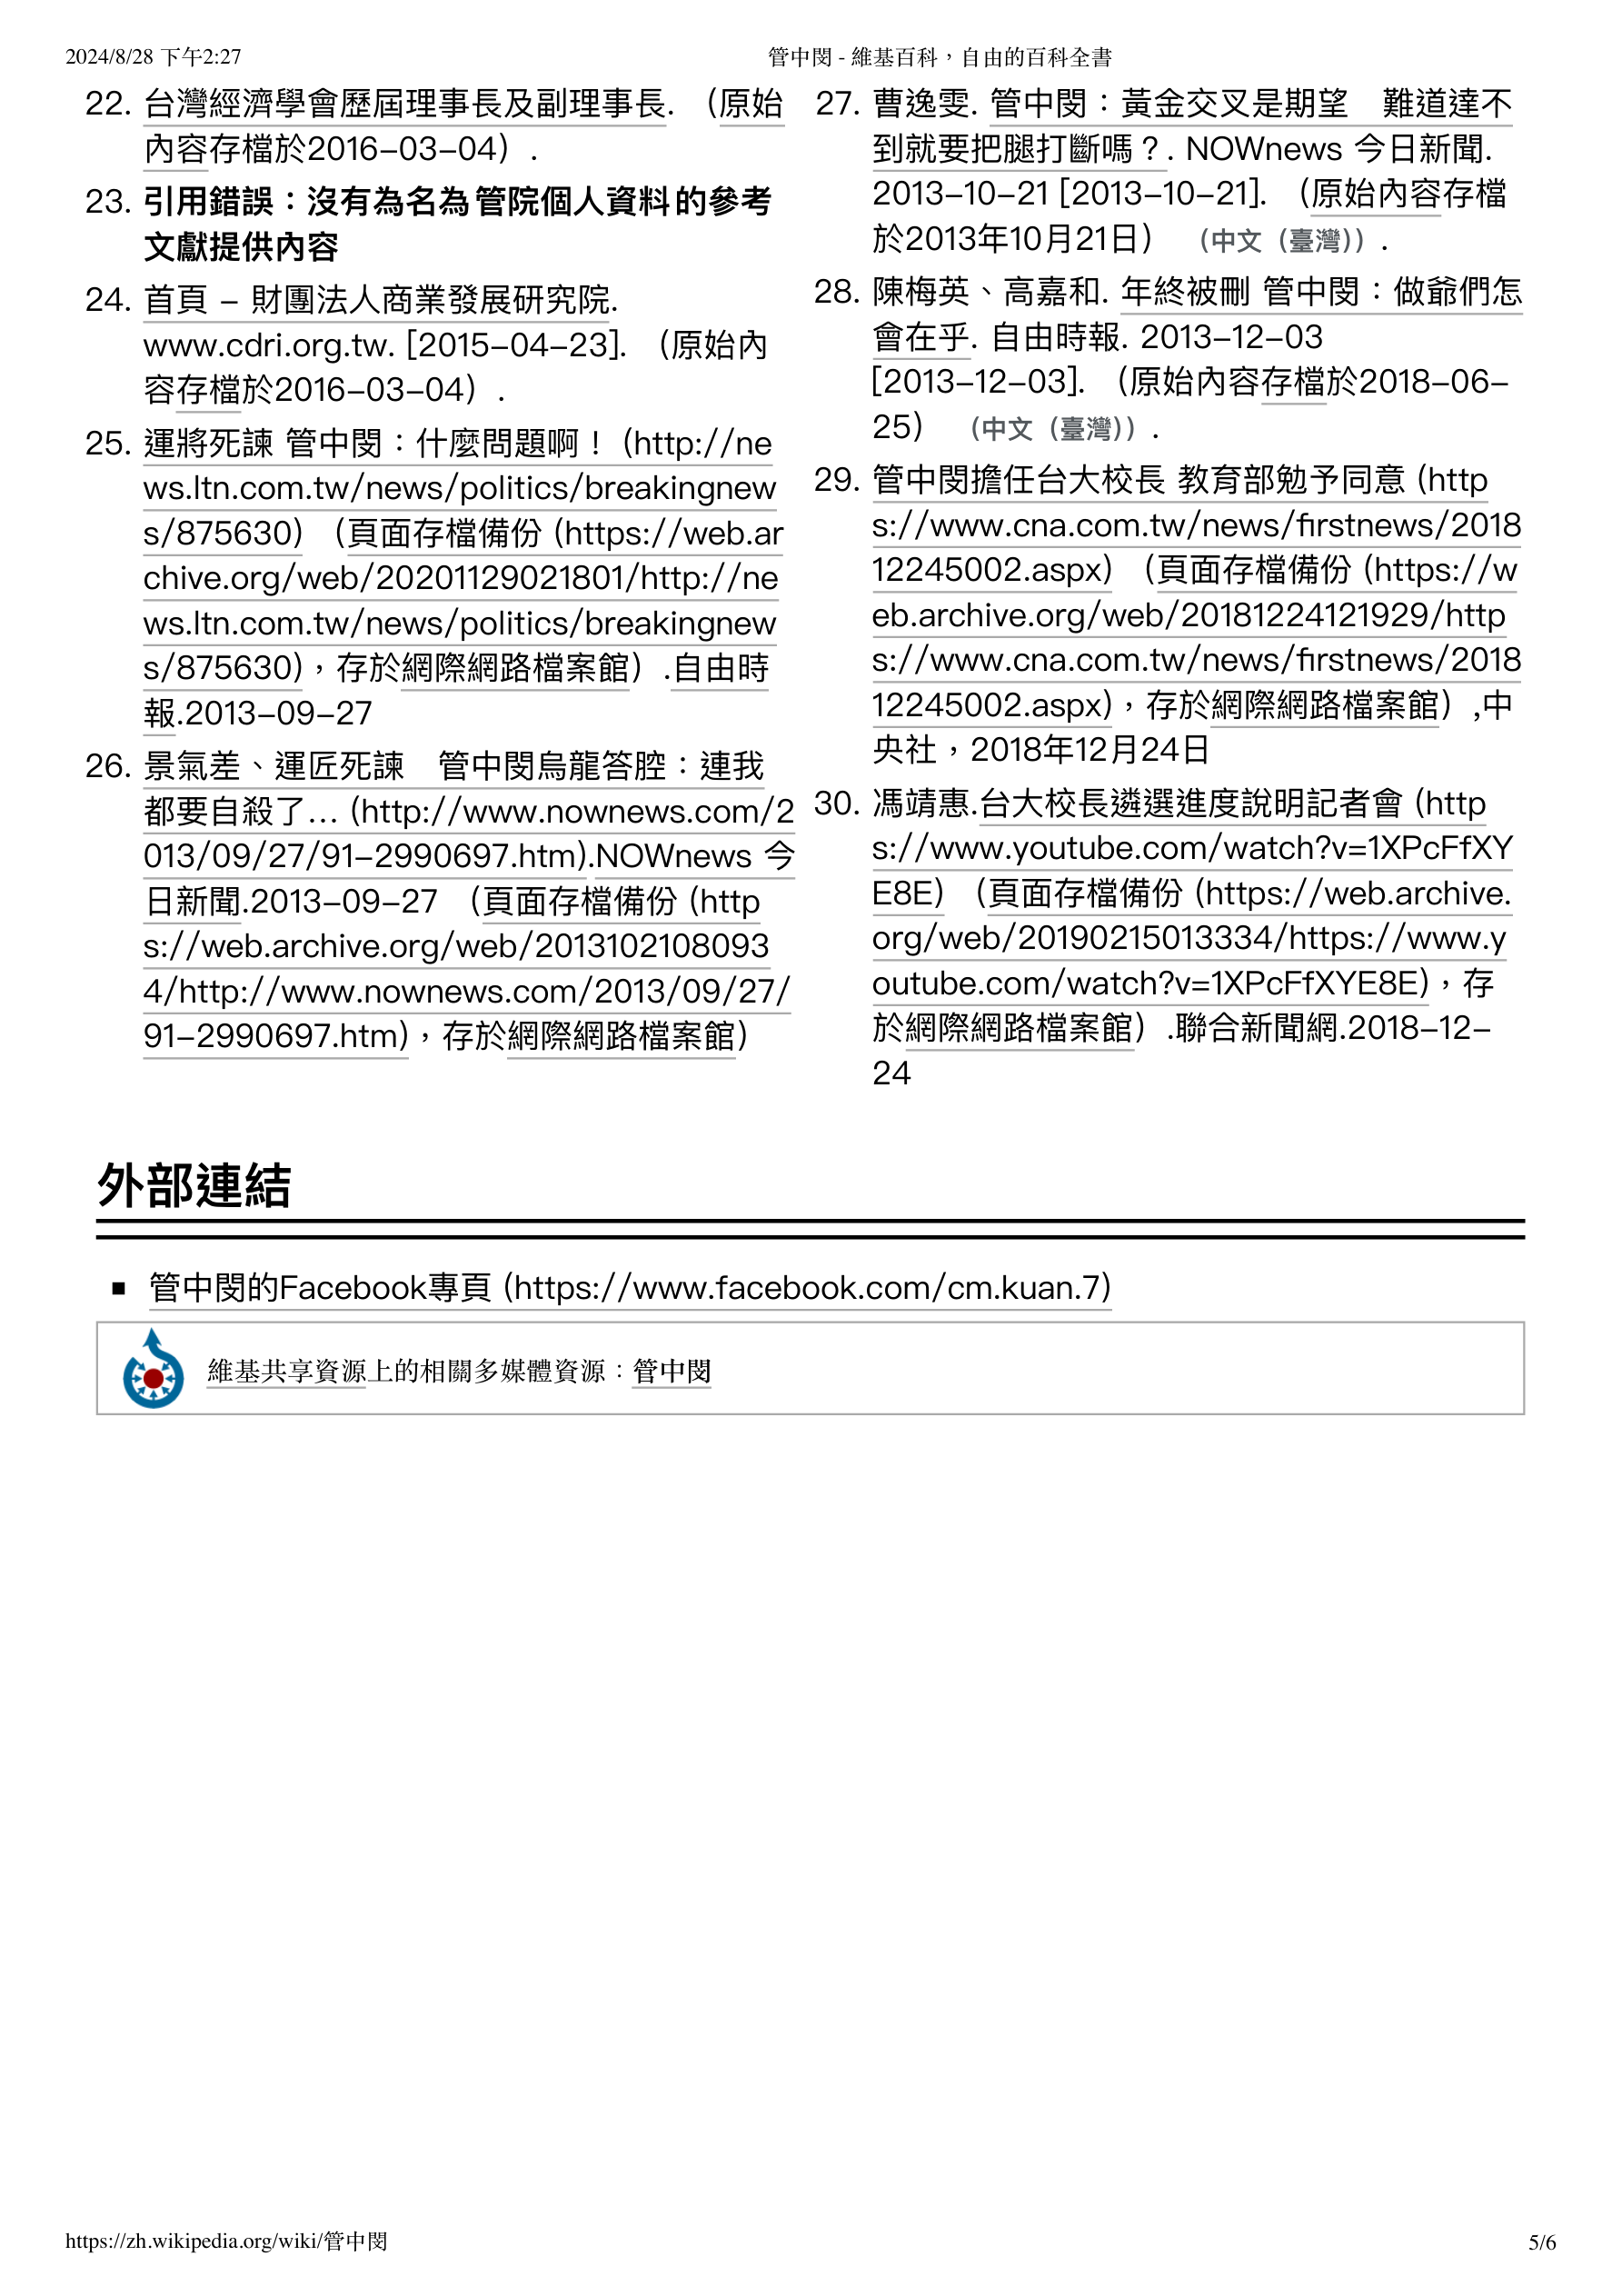 2024/8/28 下午2:27
管中閔 - 維基百科，自由的百科全書
22. 台灣經濟學會歷屆理事長及副理事長. （原始
內容存檔於2016-03-04）.
23. 引用錯誤：沒有為名為管院個人資料的參考
文獻提供內容
24. 首頁 – 財團法人商業發展研究院.
www.cdri.org.tw. [2015-04-23]. （原始內
容存檔於2016-03-04）.
25. 運將死諫 管中閔：什麼問題啊！ (http://ne
ws.ltn.com.tw/news/politics/breakingnew
s/875630) （頁面存檔備份 (https://web.ar
chive.org/web/20201129021801/http://ne
ws.ltn.com.tw/news/politics/breakingnew
s/875630)，存於網際網路檔案館）.自由時
報.2013-09-27
26. 景氣差、運匠死諫　管中閔烏龍答腔：連我
都要自殺了… (http://www.nownews.com/2
013/09/27/91-2990697.htm).NOWnews 今
日新聞.2013-09-27 （頁面存檔備份 (http
s://web.archive.org/web/2013102108093
4/http://www.nownews.com/2013/09/27/
91-2990697.htm)，存於網際網路檔案館）
27. 曹逸雯. 管中閔：黃金交叉是期望　難道達不
到就要把腿打斷嗎？. NOWnews 今日新聞.
2013-10-21 [2013-10-21]. （原始內容存檔
於2013年10月21日） （中文（臺灣））.
28. 陳梅英、高嘉和. 年終被刪 管中閔：做爺們怎
會在乎. 自由時報. 2013-12-03
[2013-12-03]. （原始內容存檔於2018-06-
25） （中文（臺灣））.
29. 管中閔擔任台大校長 教育部勉予同意 (http
s://www.cna.com.tw/news/firstnews/2018
12245002.aspx) （頁面存檔備份 (https://w
eb.archive.org/web/20181224121929/http
s://www.cna.com.tw/news/firstnews/2018
12245002.aspx)，存於網際網路檔案館）,中
央社，2018年12月24日
30. 馮靖惠.台大校長遴選進度說明記者會 (http
s://www.youtube.com/watch?v=1XPcFfXY
E8E) （頁面存檔備份 (https://web.archive.
org/web/20190215013334/https://www.y
outube.com/watch?v=1XPcFfXYE8E)，存
於網際網路檔案館）.聯合新聞網.2018-12-
24
外部連結
▪ 管中閔的Facebook專頁 (https://www.facebook.com/cm.kuan.7)
維基共享資源上的相關多媒體資源：管中閔
https://zh.wikipedia.org/wiki/管中閔
5/6